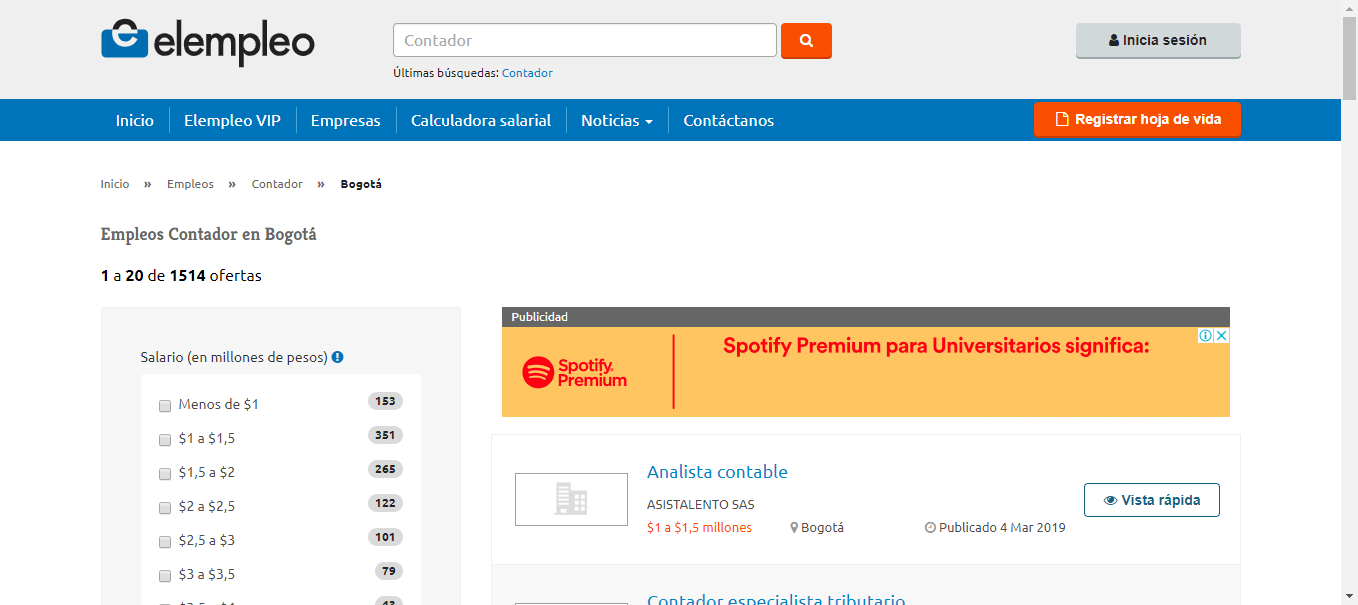 elempleo
Contador
Inicia sesión
Últimas búsquedas: Contador
Inicio
Elempleo VIP
Empresas
Calculadora salarial
Noticias
Contáctanos
Registrar hoja de vida
Inicio » Empleos » Contador » Bogotá
Empleos Contador en Bogotá
1 a 20 de 1514 ofertas
Salario (en millones de pesos)
Menos de $1 153
$1 a $1,5 351
$1,5 a $2 265
$2 a $2,5 122
$2,5 a $3 101
$3 a $3,5 79
$3,5 a $4 43
Publicidad
Spotify Premium
Spotify Premium para Universitarios significa:
Analista contable
ASISTALENTO SAS
$1 a $1,5 millones
Bogotá
Publicado 4 Mar 2019
Vista rápida
Contador especialista tributario